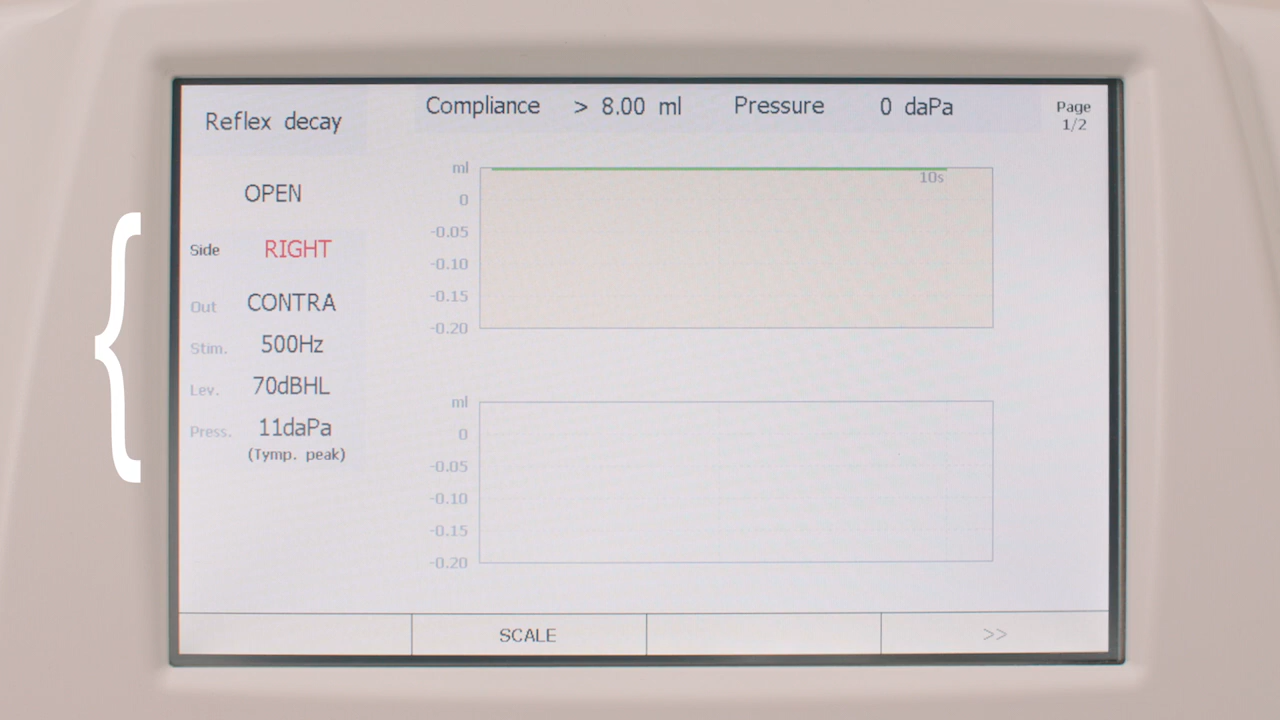 Reflex decay
Compliance > 8.00 ml Pressure 0 daPa
Page
1/2
OPEN
Side RIGHT
Out CONTRA
Stim. 500Hz
Lev. 70dBHL
Press. 11daPa
(Tymp. peak)
ml
10s
0
-0.05
-0.10
-0.15
-0.20
ml
0
-0.05
-0.10
-0.15
-0.20
SCALE
>>